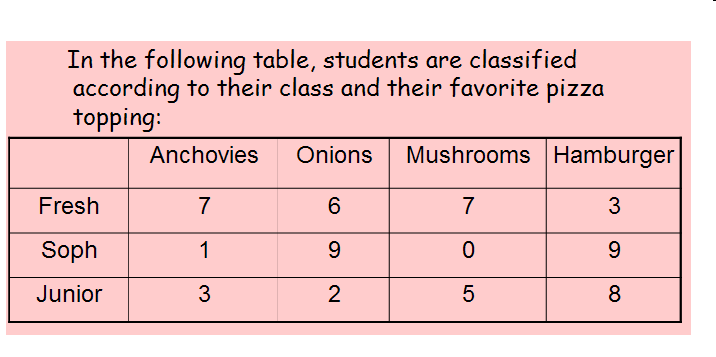 In the following table, students are classified
according to their class and their favorite pizza
topping:
Anchovies Onions Mushrooms Hamburger
Fresh 7 6 7 3
Soph 1 9 0 9
Junior 3 2 5 8